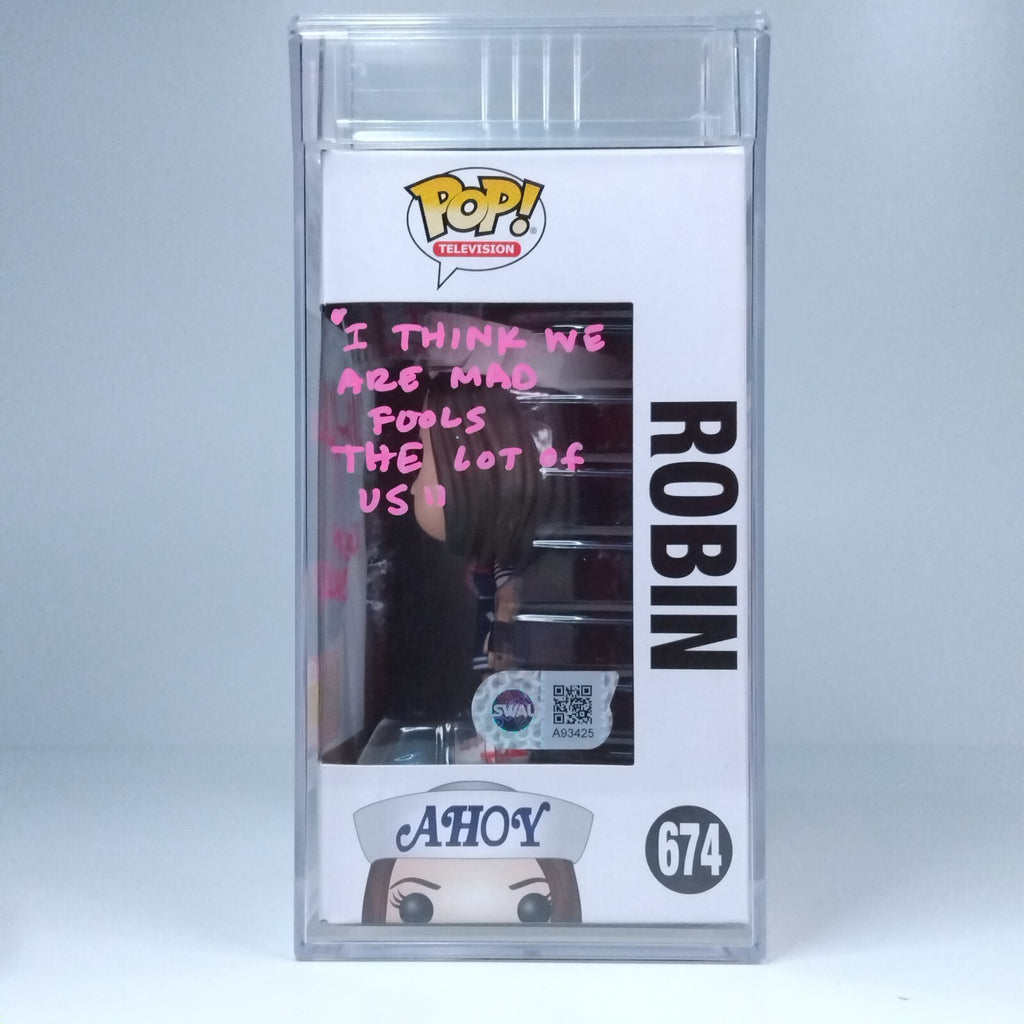 POP!
TELEVISION
"I THINK WE
ARE MAD
FOOLS
THE LOT Of
US"
ROBIN
SWAU
A93425
AHOY
674